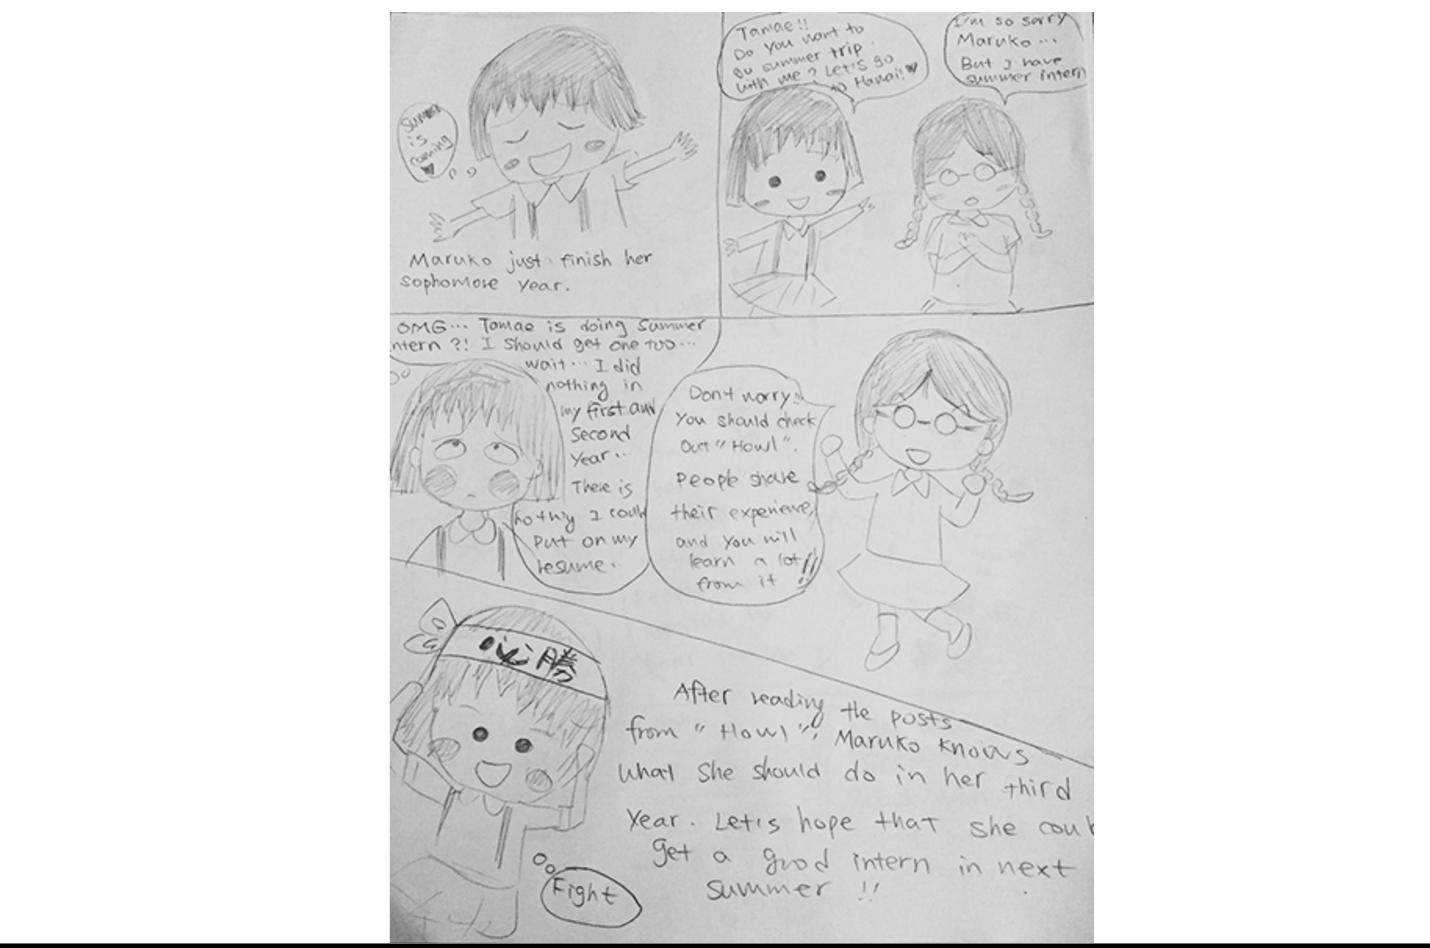 Summer
is
coming
Maruko just finish her
sophomore year.
Tamae!!
Do you want to
go summer trip
with me? Let's go
to Hanai!
I'm so sorry
Maruko...
But I have
summer intern
OMG... Tamae is doing summer
ntern?! I should get one too...
wait... I did
nothing in
my first and
second
year...
There is
nothiy I could
put on my
resume..
Don't worry!!
You should check
out "Howl".
People share
their experience,
and you will
learn a lot
from it!!
必勝
After reading the posts
from "Howl", Maruko knows
what she should do in her third
year. Let's hope that she coul
get a good intern in next
summer!!
Fight